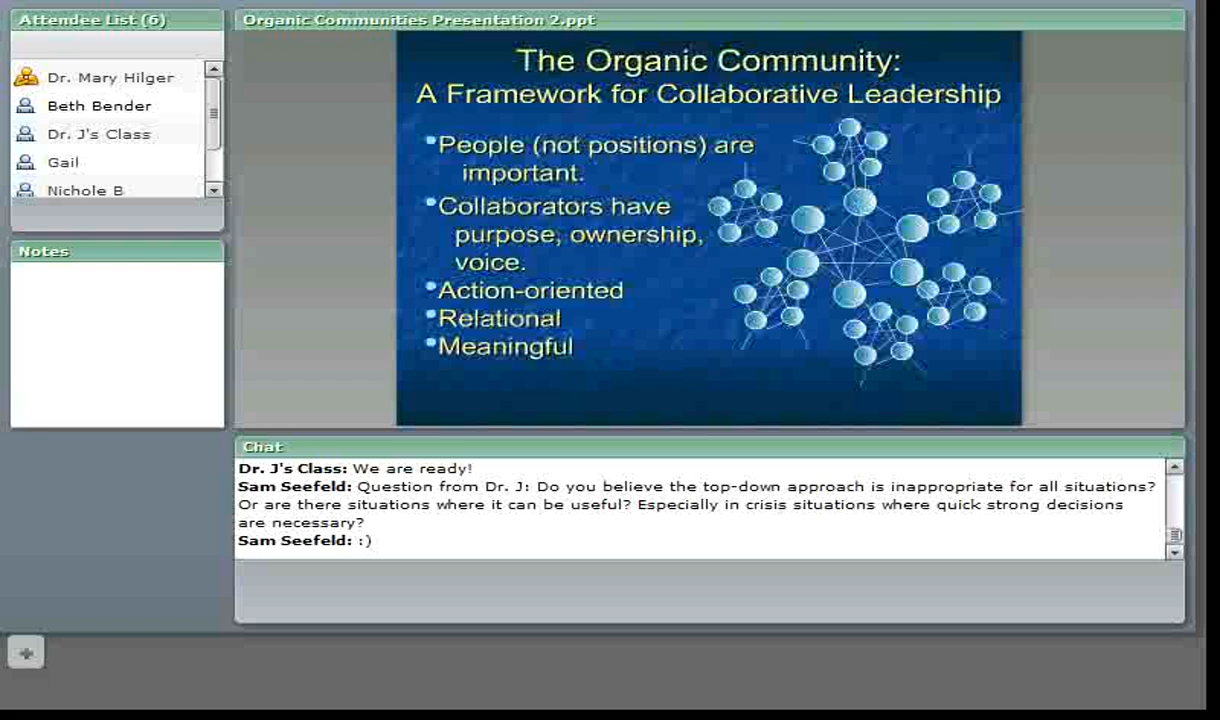 Attendee List (6)
Dr. Mary Hilger
Beth Bender
Dr. J's Class
Gail
Nichole B
Notes
Organic Communities Presentation 2.ppt
The Organic Community:
A Framework for Collaborative Leadership
•People (not positions) are
important.
•Collaborators have
purpose, ownership,
voice.
•Action-oriented
•Relational
•Meaningful
Chat
Dr. J's Class: We are ready!
Sam Seefeld: Question from Dr. J: Do you believe the top-down approach is inappropriate for all situations?
Or are there situations where it can be useful? Especially in crisis situations where quick strong decisions
are necessary?
Sam Seefeld: :)